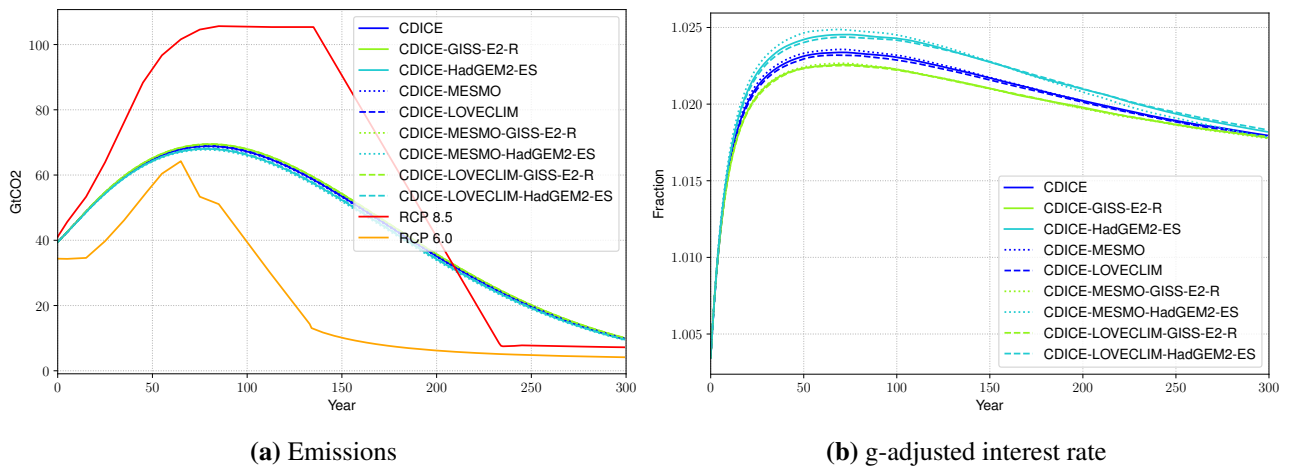 100
80
60
40
20
0
GtCO2
0
50
100
150
200
250
300
Year
CDICE
CDICE-GISS-E2-R
CDICE-HadGEM2-ES
CDICE-MESMO
CDICE-LOVECLIM
CDICE-MESMO-GISS-E2-R
CDICE-MESMO-HadGEM2-ES
CDICE-LOVECLIM-GISS-E2-R
CDICE-LOVECLIM-HadGEM2-ES
RCP 8.5
RCP 6.0
(a) Emissions
1.025
1.020
1.015
1.010
1.005
Fraction
0
50
100
150
200
250
300
Year
CDICE
CDICE-GISS-E2-R
CDICE-HadGEM2-ES
CDICE-MESMO
CDICE-LOVECLIM
CDICE-MESMO-GISS-E2-R
CDICE-MESMO-HadGEM2-ES
CDICE-LOVECLIM-GISS-E2-R
CDICE-LOVECLIM-HadGEM2-ES
(b) g-adjusted interest rate